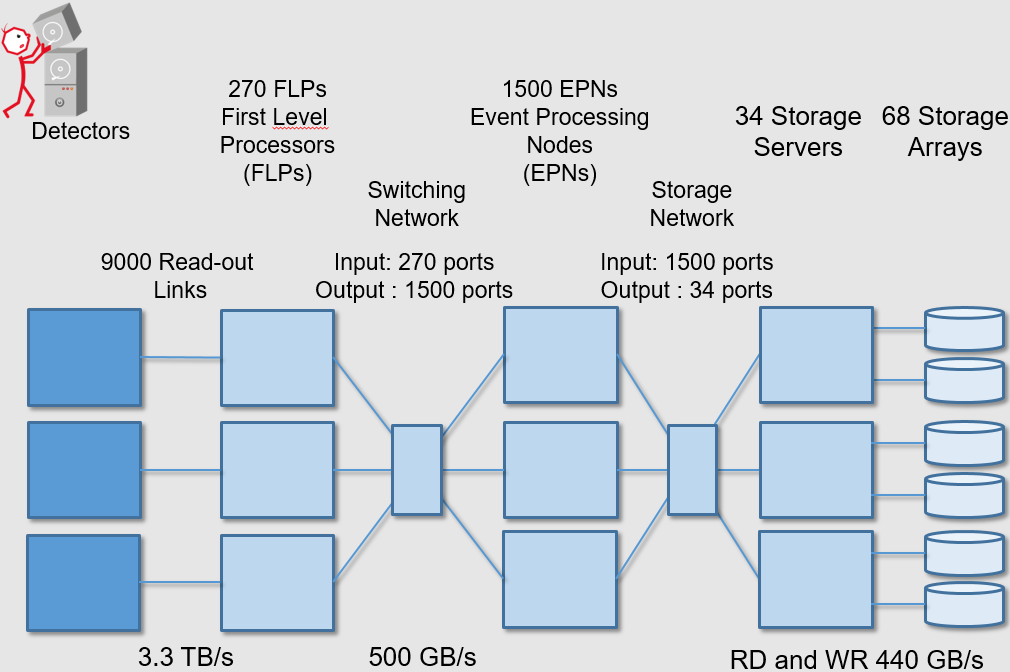 Detectors
270 FLPs
First Level
Processors
(FLPs)
1500 EPNs
Event Processing
Nodes
(EPNs)
34 Storage
Servers
68 Storage
Arrays
Switching
Network
Storage
Network
9000 Read-out
Links
Input: 270 ports
Output : 1500 ports
Input: 1500 ports
Output : 34 ports
3.3 TB/s
500 GB/s
RD and WR 440 GB/s